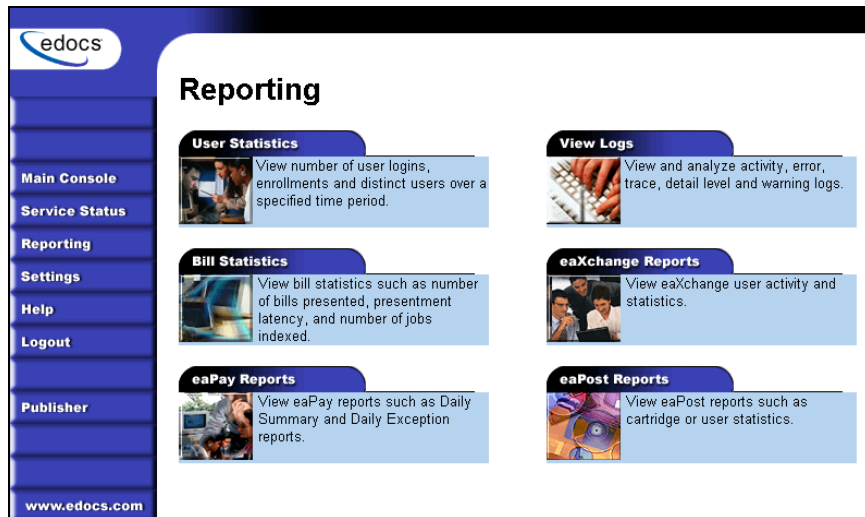 edocs
Main Console
Service Status
Reporting
Settings
Help
Logout
Publisher
www.edocs.com
Reporting
User Statistics
View number of user logins,
enrollments and distinct users over a
specified time period.
View Logs
View and analyze activity, error,
trace, detail level and warning logs.
Bill Statistics
View bill statistics such as number
of bills presented, presentment
latency, and number of jobs
indexed.
eaXchange Reports
View eaXchange user activity and
statistics.
eaPay Reports
View eaPay reports such as Daily
Summary and Daily Exception
reports.
eaPost Reports
View eaPost reports such as
cartridge or user statistics.